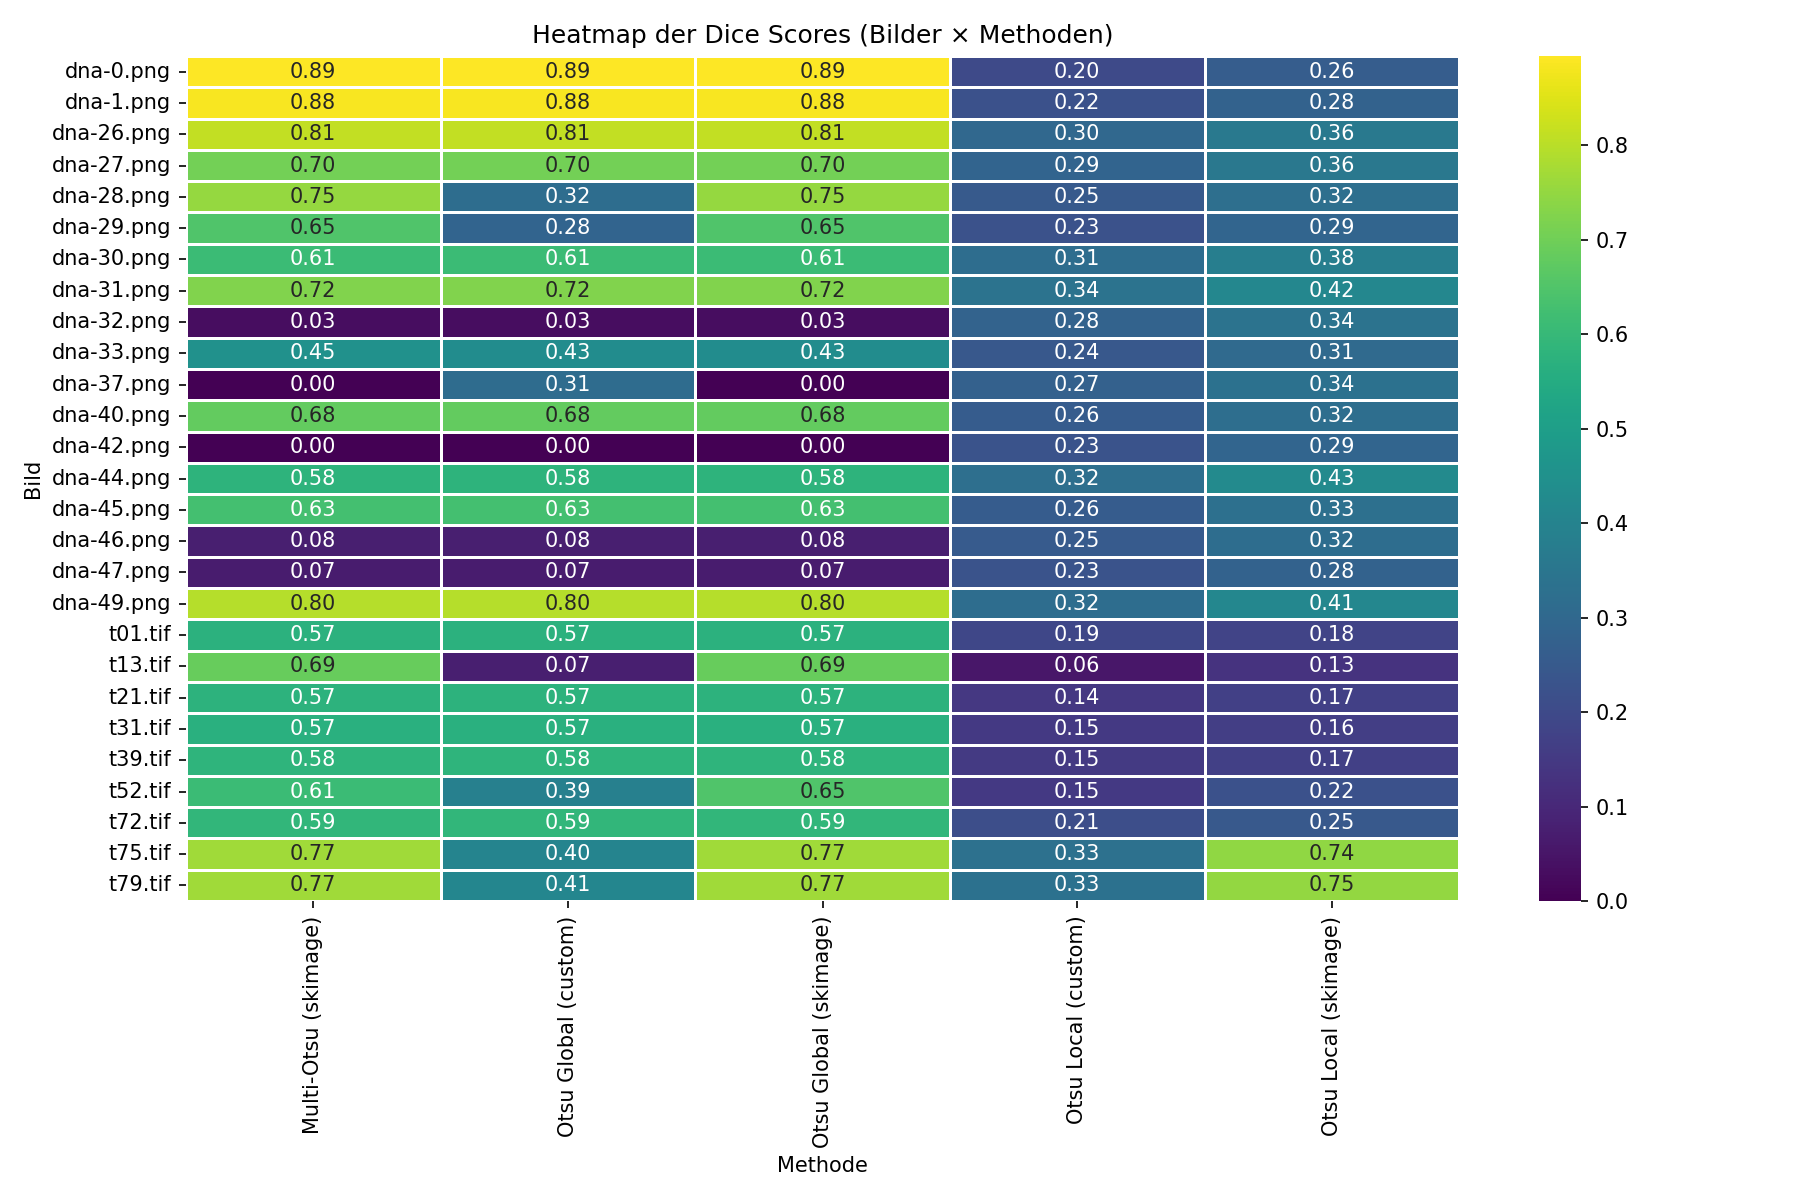 Heatmap der Dice Scores (Bilder × Methoden)
dna-0.png 0.89 0.89 0.89 0.20 0.26
dna-1.png 0.88 0.88 0.88 0.22 0.28
dna-26.png 0.81 0.81 0.81 0.30 0.36
dna-27.png 0.70 0.70 0.70 0.29 0.36
dna-28.png 0.75 0.32 0.75 0.25 0.32
dna-29.png 0.65 0.28 0.65 0.23 0.29
dna-30.png 0.61 0.61 0.61 0.31 0.38
dna-31.png 0.72 0.72 0.72 0.34 0.42
dna-32.png 0.03 0.03 0.03 0.28 0.34
dna-33.png 0.45 0.43 0.43 0.24 0.31
dna-37.png 0.00 0.31 0.00 0.27 0.34
dna-40.png 0.68 0.68 0.68 0.26 0.32
dna-42.png 0.00 0.00 0.00 0.23 0.29
dna-44.png 0.58 0.58 0.58 0.32 0.43
dna-45.png 0.63 0.63 0.63 0.26 0.33
dna-46.png 0.08 0.08 0.08 0.25 0.32
dna-47.png 0.07 0.07 0.07 0.23 0.28
dna-49.png 0.80 0.80 0.80 0.32 0.41
t01.tif 0.57 0.57 0.57 0.19 0.18
t13.tif 0.69 0.07 0.69 0.06 0.13
t21.tif 0.57 0.57 0.57 0.14 0.17
t31.tif 0.57 0.57 0.57 0.15 0.16
t39.tif 0.58 0.58 0.58 0.15 0.17
t52.tif 0.61 0.39 0.65 0.15 0.22
t72.tif 0.59 0.59 0.59 0.21 0.25
t75.tif 0.77 0.40 0.77 0.33 0.74
t79.tif 0.77 0.41 0.77 0.33 0.75
Bild
Multi-Otsu (skimage)
Otsu Global (custom)
Otsu Global (skimage)
Otsu Local (custom)
Otsu Local (skimage)
Methode
0.8
0.7
0.6
0.5
0.4
0.3
0.2
0.1
0.0